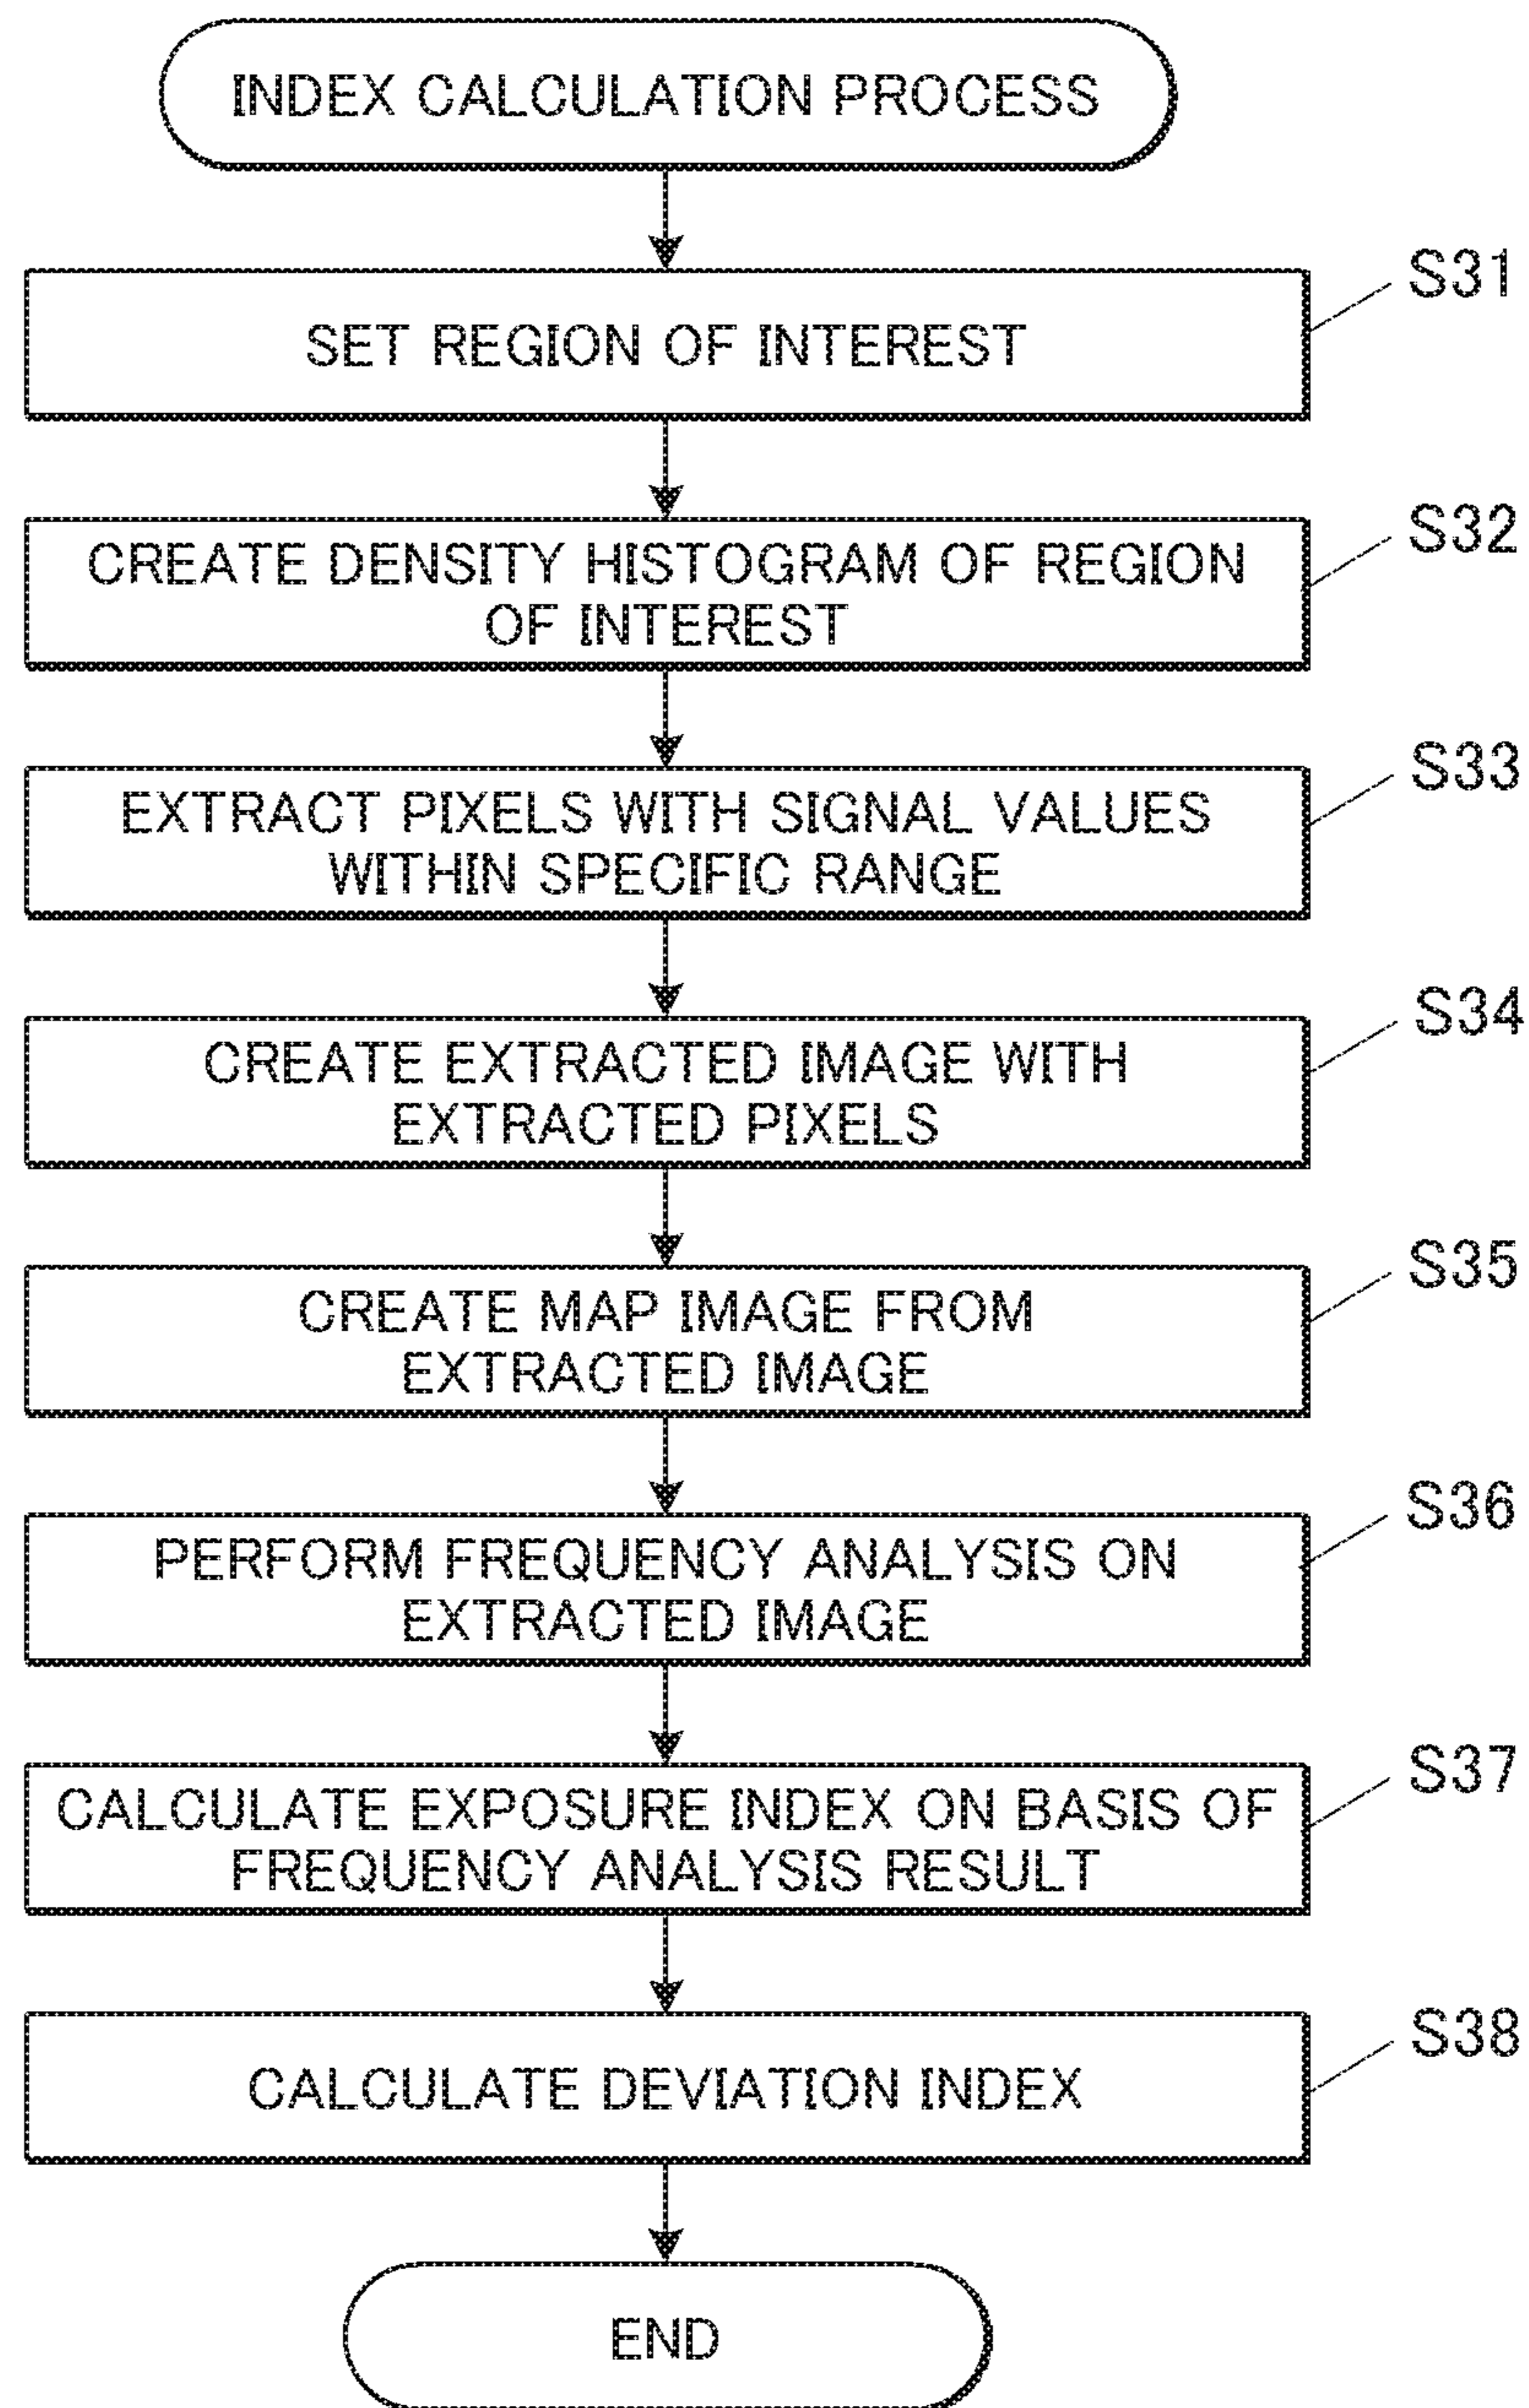 INDEX CALCULATION PROCESS
S31
SET REGION OF INTEREST
S32
CREATE DENSITY HISTOGRAM OF REGION
OF INTEREST
S33
EXTRACT PIXELS WITH SIGNAL VALUES
WITHIN SPECIFIC RANGE
S34
CREATE EXTRACTED IMAGE WITH
EXTRACTED PIXELS
S35
CREATE MAP IMAGE FROM
EXTRACTED IMAGE
S36
PERFORM FREQUENCY ANALYSIS ON
EXTRACTED IMAGE
S37
CALCULATE EXPOSURE INDEX ON BASIS OF
FREQUENCY ANALYSIS RESULT
S38
CALCULATE DEVIATION INDEX
END